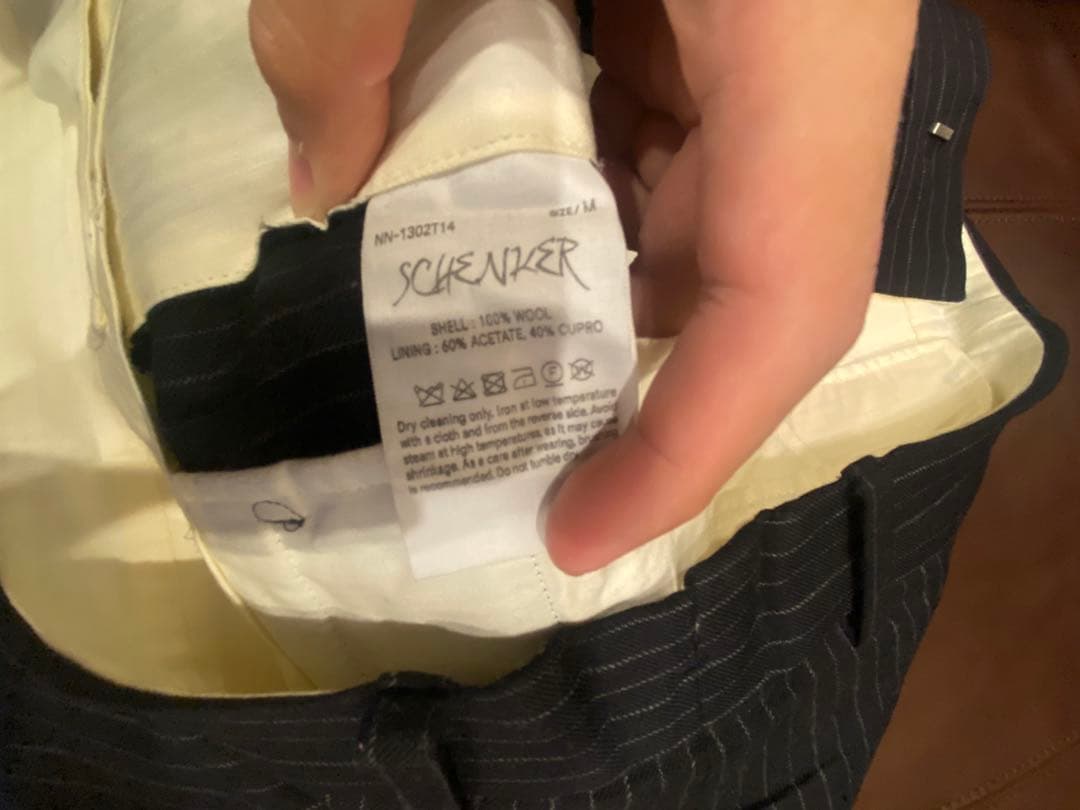 NN-1302T14
SIZE / M
SCHENKER
SHELL : 100% WOOL
LINING : 60% ACETATE, 40% CUPRO
Dry cleaning only, Iron at low temperature
with a cloth and from the reverse side. Avoid
steam at high temperatures, as it may
shrinkage. As a care after wearing,
is recommended. Do not tumble